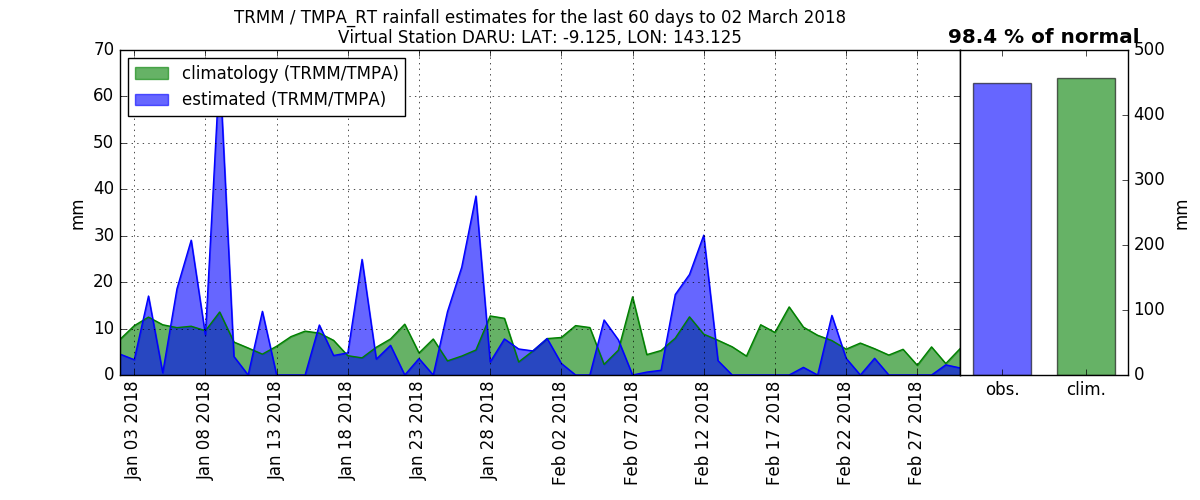 TRMM / TMPA_RT rainfall estimates for the last 60 days to 02 March 2018
Virtual Station DARU: LAT: -9.125, LON: 143.125
98.4 % of normal
climatology (TRMM/TMPA)
estimated (TRMM/TMPA)
70
60
50
40
30
20
10
0
mm
500
400
300
200
100
0
mm
Jan 03 2018
Jan 08 2018
Jan 13 2018
Jan 18 2018
Jan 23 2018
Jan 28 2018
Feb 02 2018
Feb 07 2018
Feb 12 2018
Feb 17 2018
Feb 22 2018
Feb 27 2018
obs.
clim.